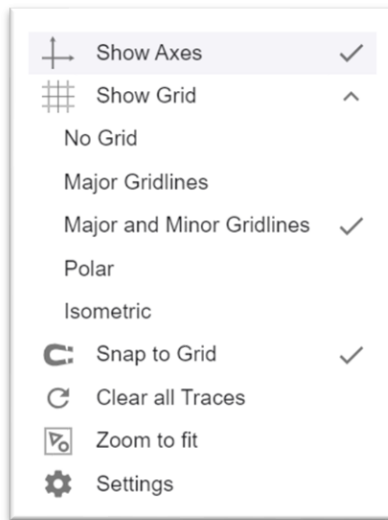 Show Axes
Show Grid
No Grid
Major Gridlines
Major and Minor Gridlines
Polar
Isometric
Snap to Grid
Clear all Traces
Zoom to fit
Settings